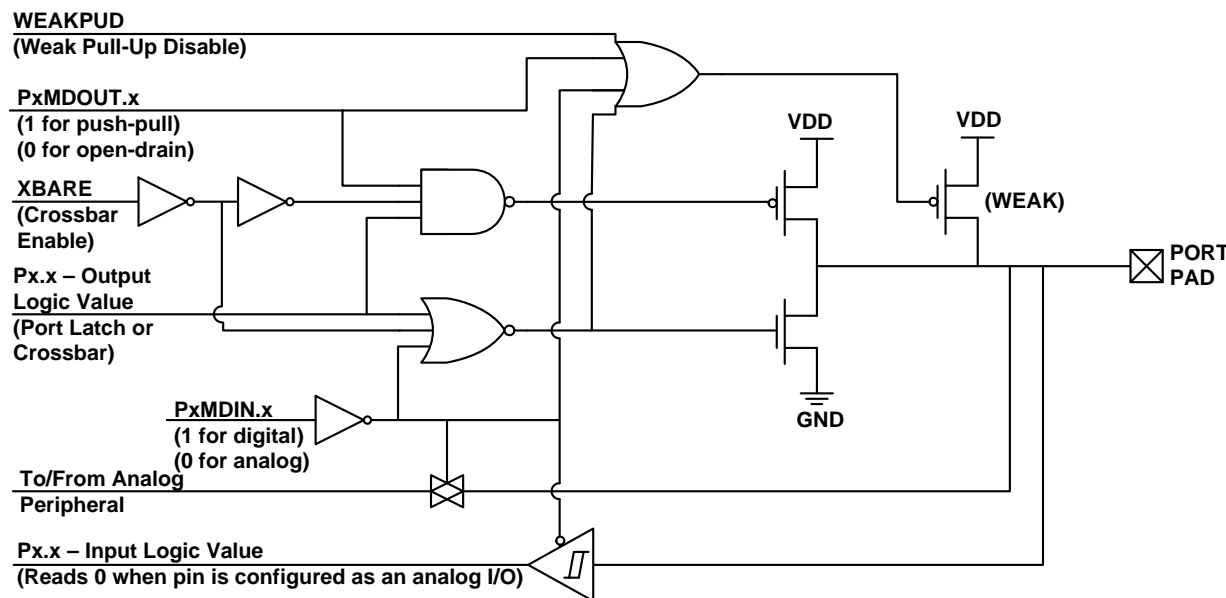 WEAKPUD
(Weak Pull-Up Disable)
PxMDOUT.x
(1 for push-pull)
(0 for open-drain)
XBARE
(Crossbar
Enable)
Px.x – Output
Logic Value
(Port Latch or
Crossbar)
PxMDIN.x
(1 for digital)
(0 for analog)
To/From Analog
Peripheral
Px.x – Input Logic Value
(Reads 0 when pin is configured as an analog I/O)
VDD
VDD
(WEAK)
PORT
PAD
GND